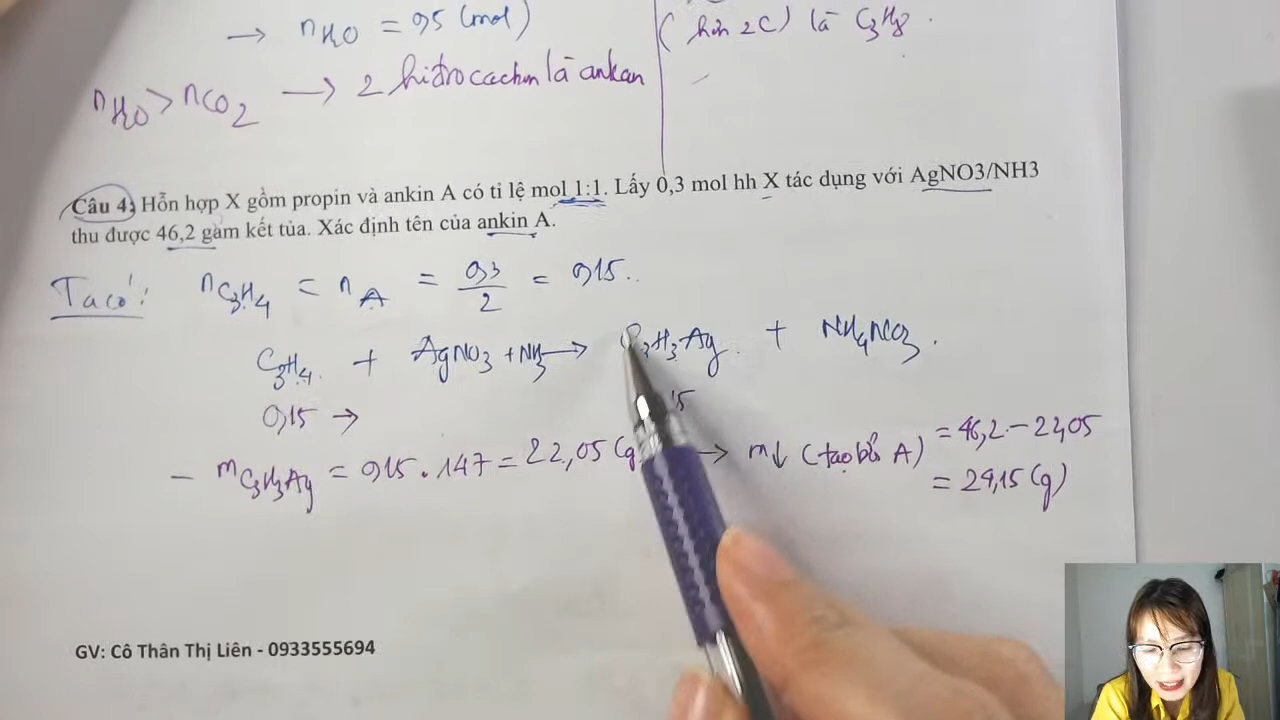 → nH2O = 0,5 (mol)
(hơn 2C) là C3H8.
nH2O > nCO2 → 2 hiđrocacbon là ankan
Câu 4: Hỗn hợp X gồm propin và ankin A có tỉ lệ mol 1:1. Lấy 0,3 mol hh X tác dụng với AgNO3/NH3
thu được 46,2 gam kết tủa. Xác định tên của ankin A.
Ta có: nC3H4 = nA = 0,3/2 = 0,15..
C3H4 + AgNO3 + NH3 → C3H3Ag + NH4NO3.
0,15 → 15
- mC3H3Ag = 0,15.147 = 22,05 (g → m↓ (tạo bởi A) = 46,2 - 22,05
= 24,15 (g)
GV: Cô Thân Thị Liên - 0933555694